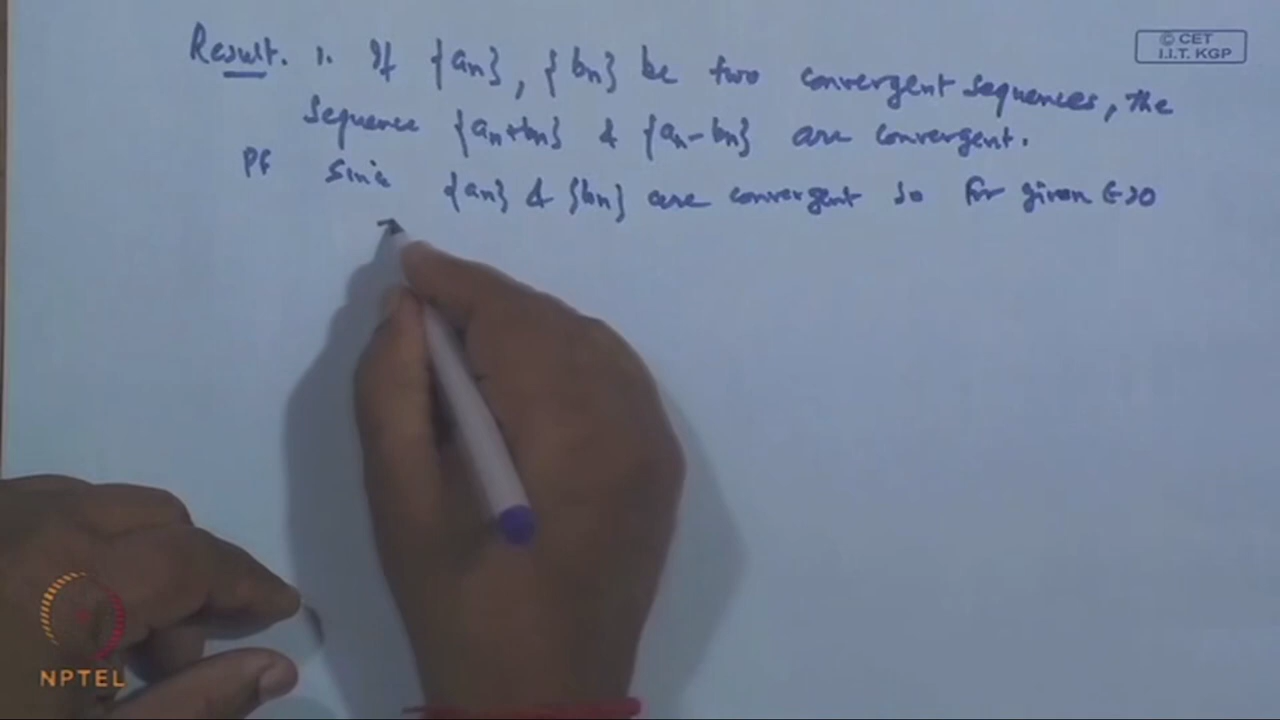 Result. 1. If {an}, {bn} be two convergent sequences, the
© CET
I.I.T. KGP
sequence {an+bn} & {an-bn} are convergent.
Pf Since {an} & {bn} are convergent so for given ε>0
NPTEL